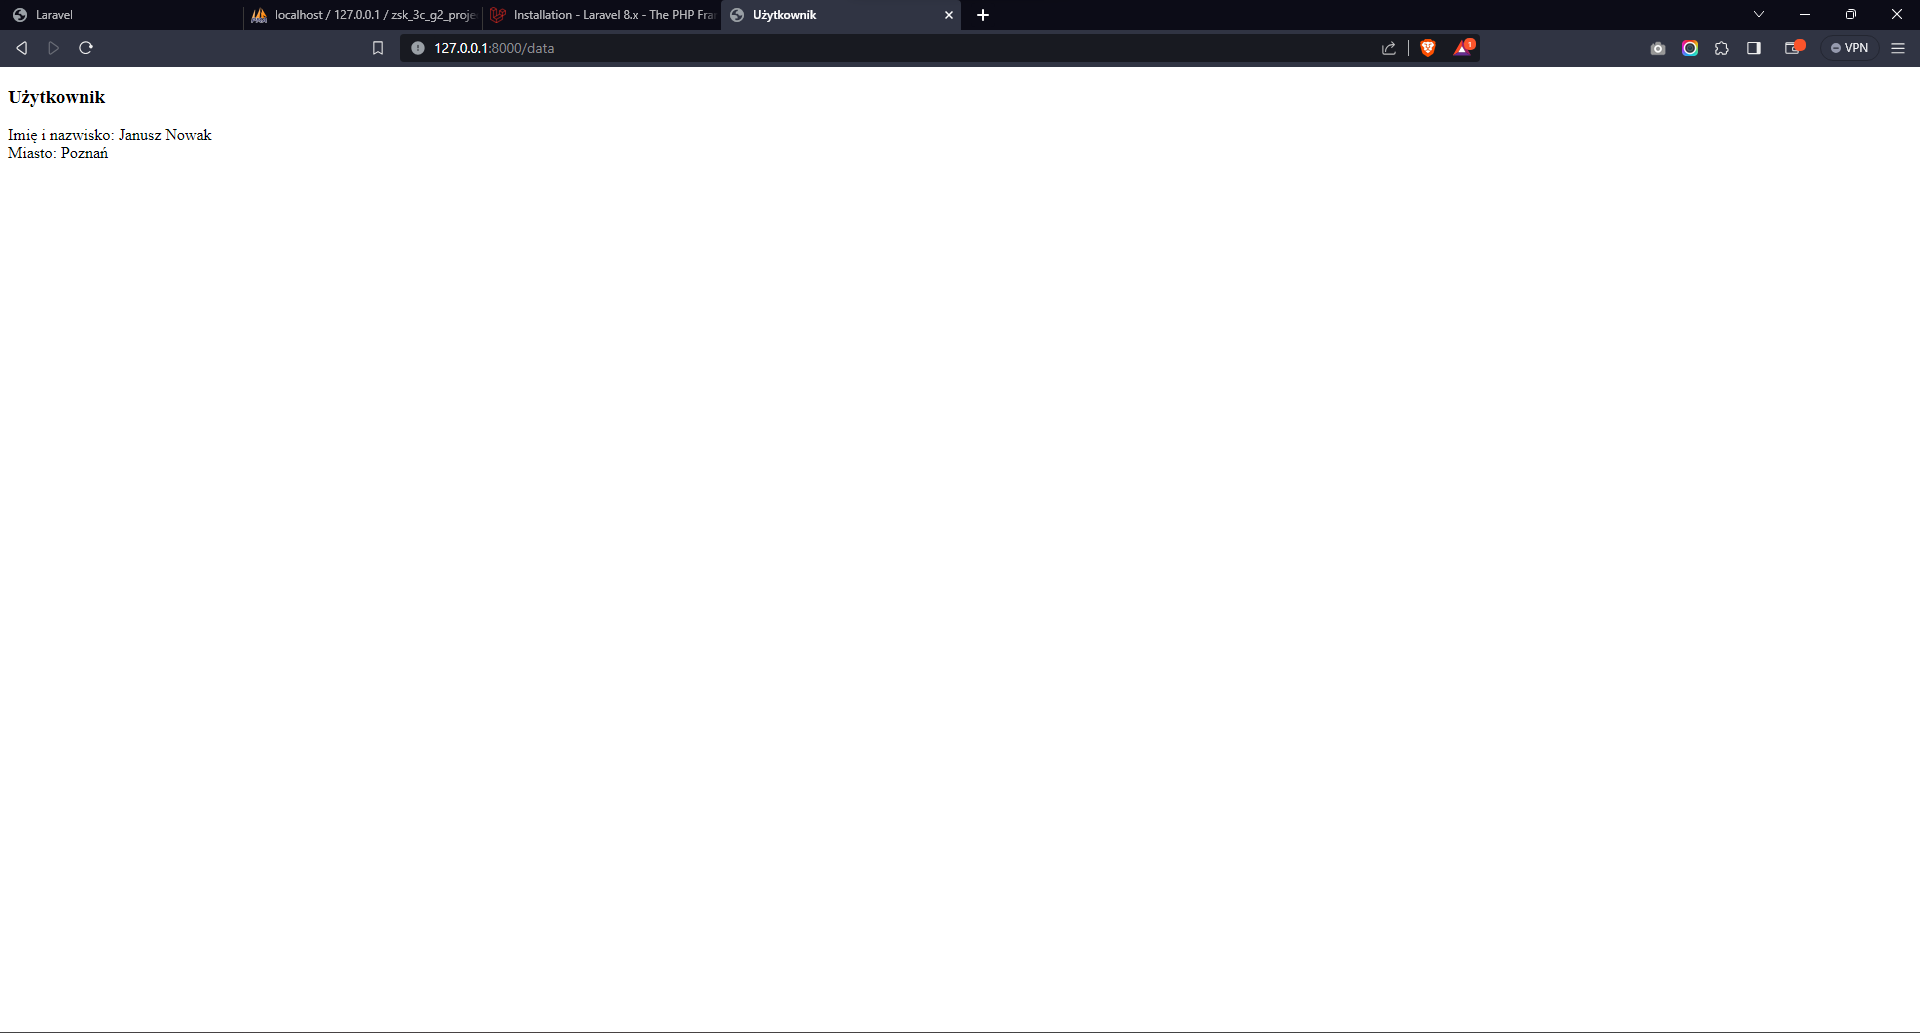 Laravel
localhost / 127.0.0.1 / zsk_3c_g2_proje
Installation - Laravel 8.x - The PHP Fra
Użytkownik
127.0.0.1:8000/data
1
VPN
Użytkownik
Imię i nazwisko: Janusz Nowak
Miasto: Poznań